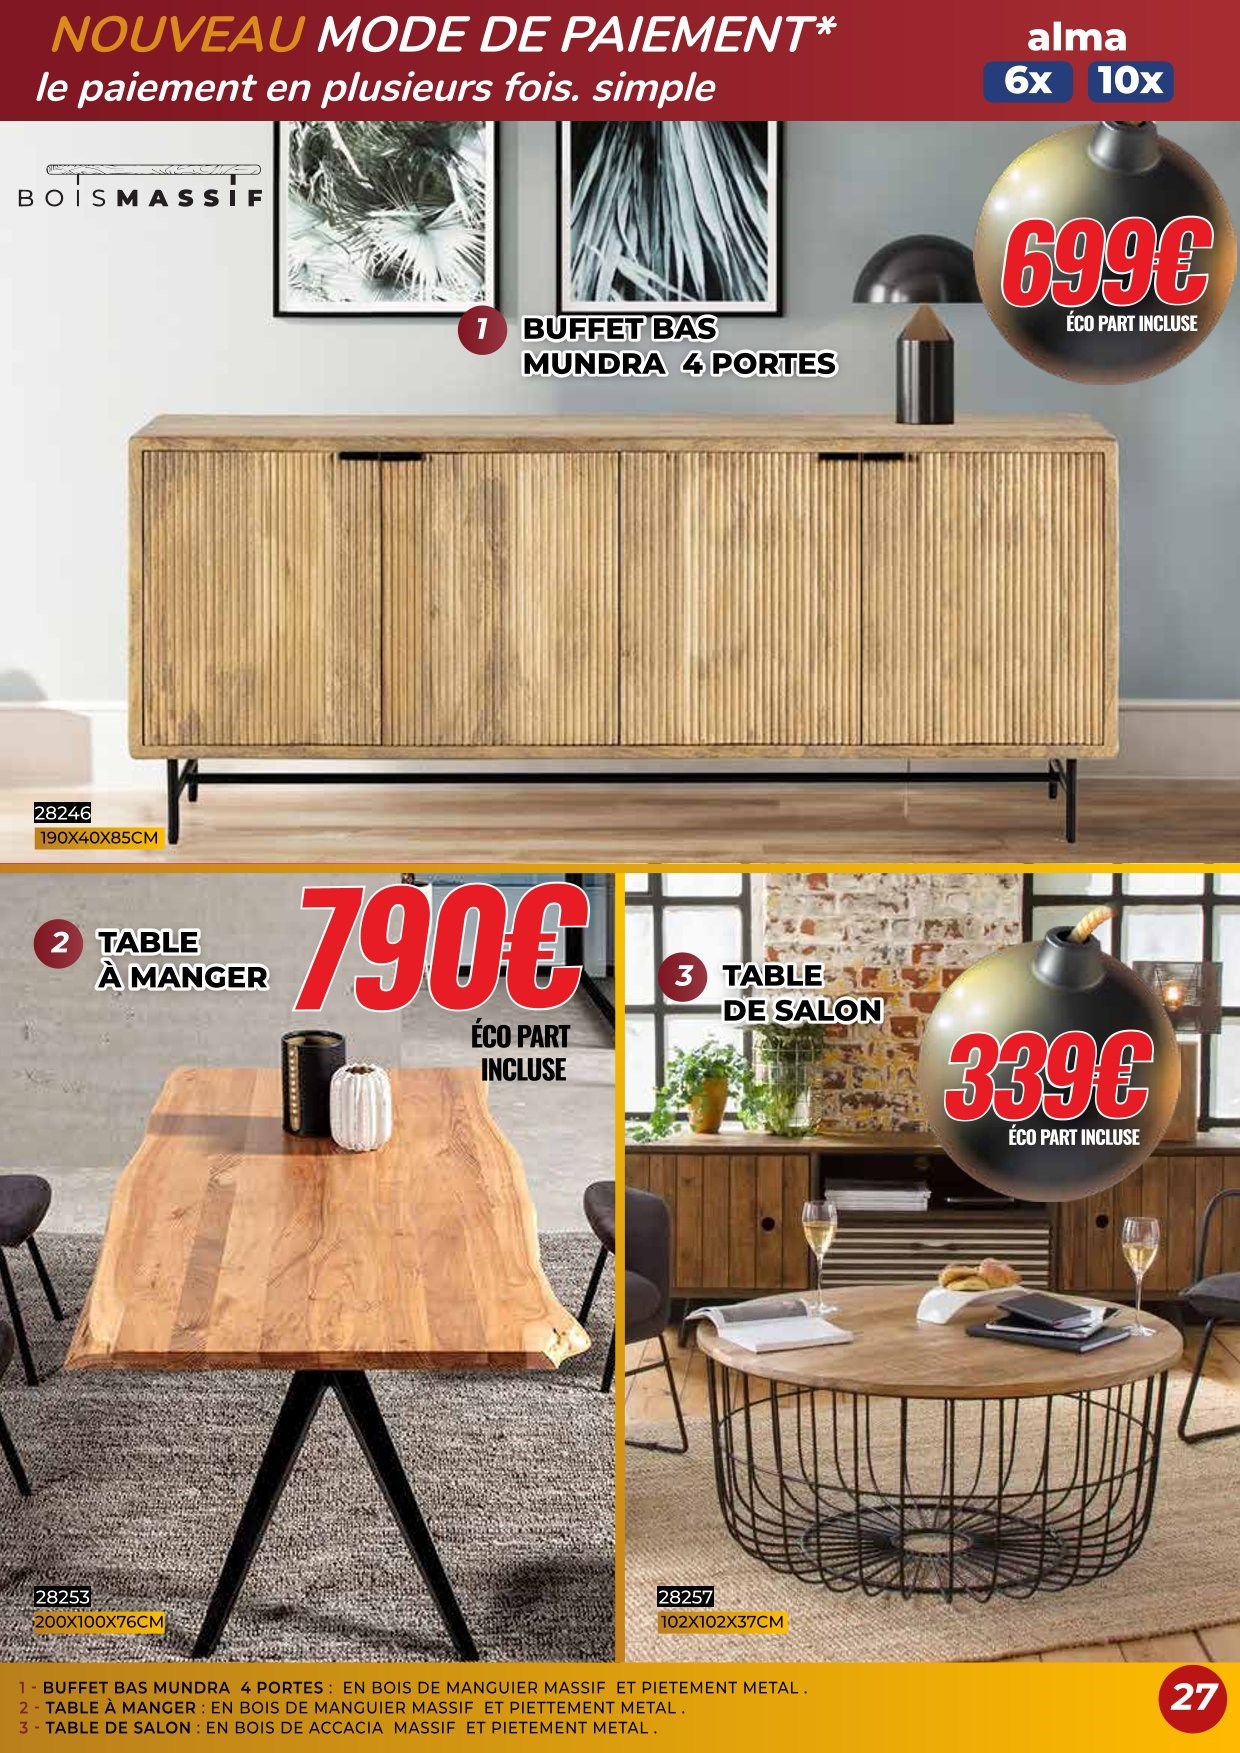 NOUVEAU MODE DE PAIEMENT*
le paiement en plusieurs fois. simple
alma
6x 10x
BOISMASSIF
699€
ÉCO PART INCLUSE
1 BUFFET BAS
MUNDRA 4 PORTES
28246
190X40X85CM
2 TABLE
À MANGER
790€
ÉCO PART
INCLUSE
3 TABLE
DE SALON
339€
ÉCO PART INCLUSE
28253
200X100X76CM
28257
102X102X37CM
1 - BUFFET BAS MUNDRA 4 PORTES : EN BOIS DE MANGUIER MASSIF ET PIETEMENT METAL .
2 - TABLE À MANGER : EN BOIS DE MANGUIER MASSIF ET PIETTEMENT METAL .
3 - TABLE DE SALON : EN BOIS DE ACCACIA MASSIF ET PIETEMENT METAL .
27